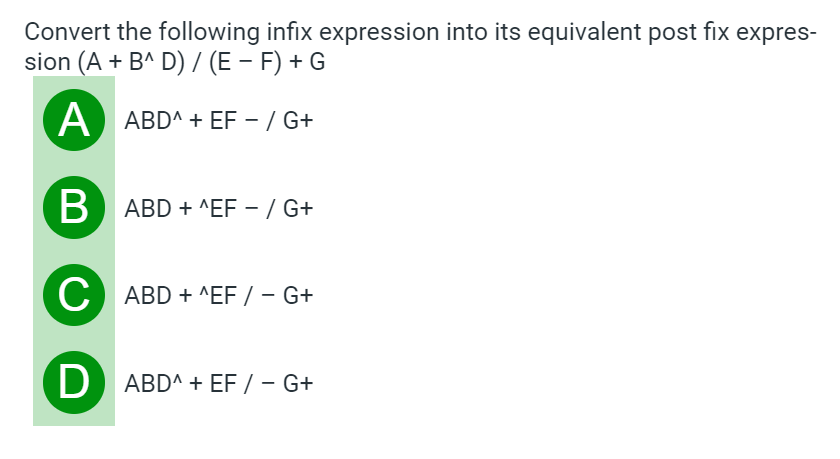 Convert the following infix expression into its equivalent post fix expres-
sion (A + B^ D) / (E − F) + G
A ABD^ + EF − / G+
B ABD + ^EF − / G+
C ABD + ^EF / − G+
D ABD^ + EF / − G+